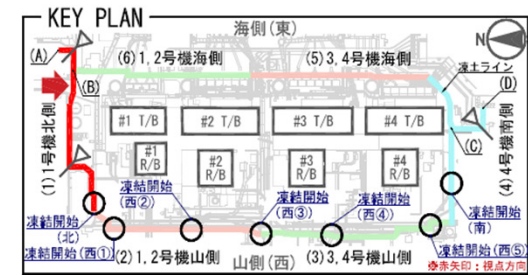 KEY PLAN
海側(東)
N
(A)
(B)
(6)1,2号機海側
(5)3,4号機海側
凍土ライン
(D)
(C)
(1)1号機北側
(4)4号機南側
#1 T/B
#2 T/B
#3 T/B
#4 T/B
#1
R/B
#2
R/B
#3
R/B
#4
R/B
凍結開始
(西②)
凍結開始
(西③)
凍結開始
(西④)
凍結開始
(南)
凍結開始
(北)
凍結開始(西①)
(2)1,2号機山側
(3)3,4号機山側
凍結開始(西⑤)
山側(西)
※赤矢印：視点方向